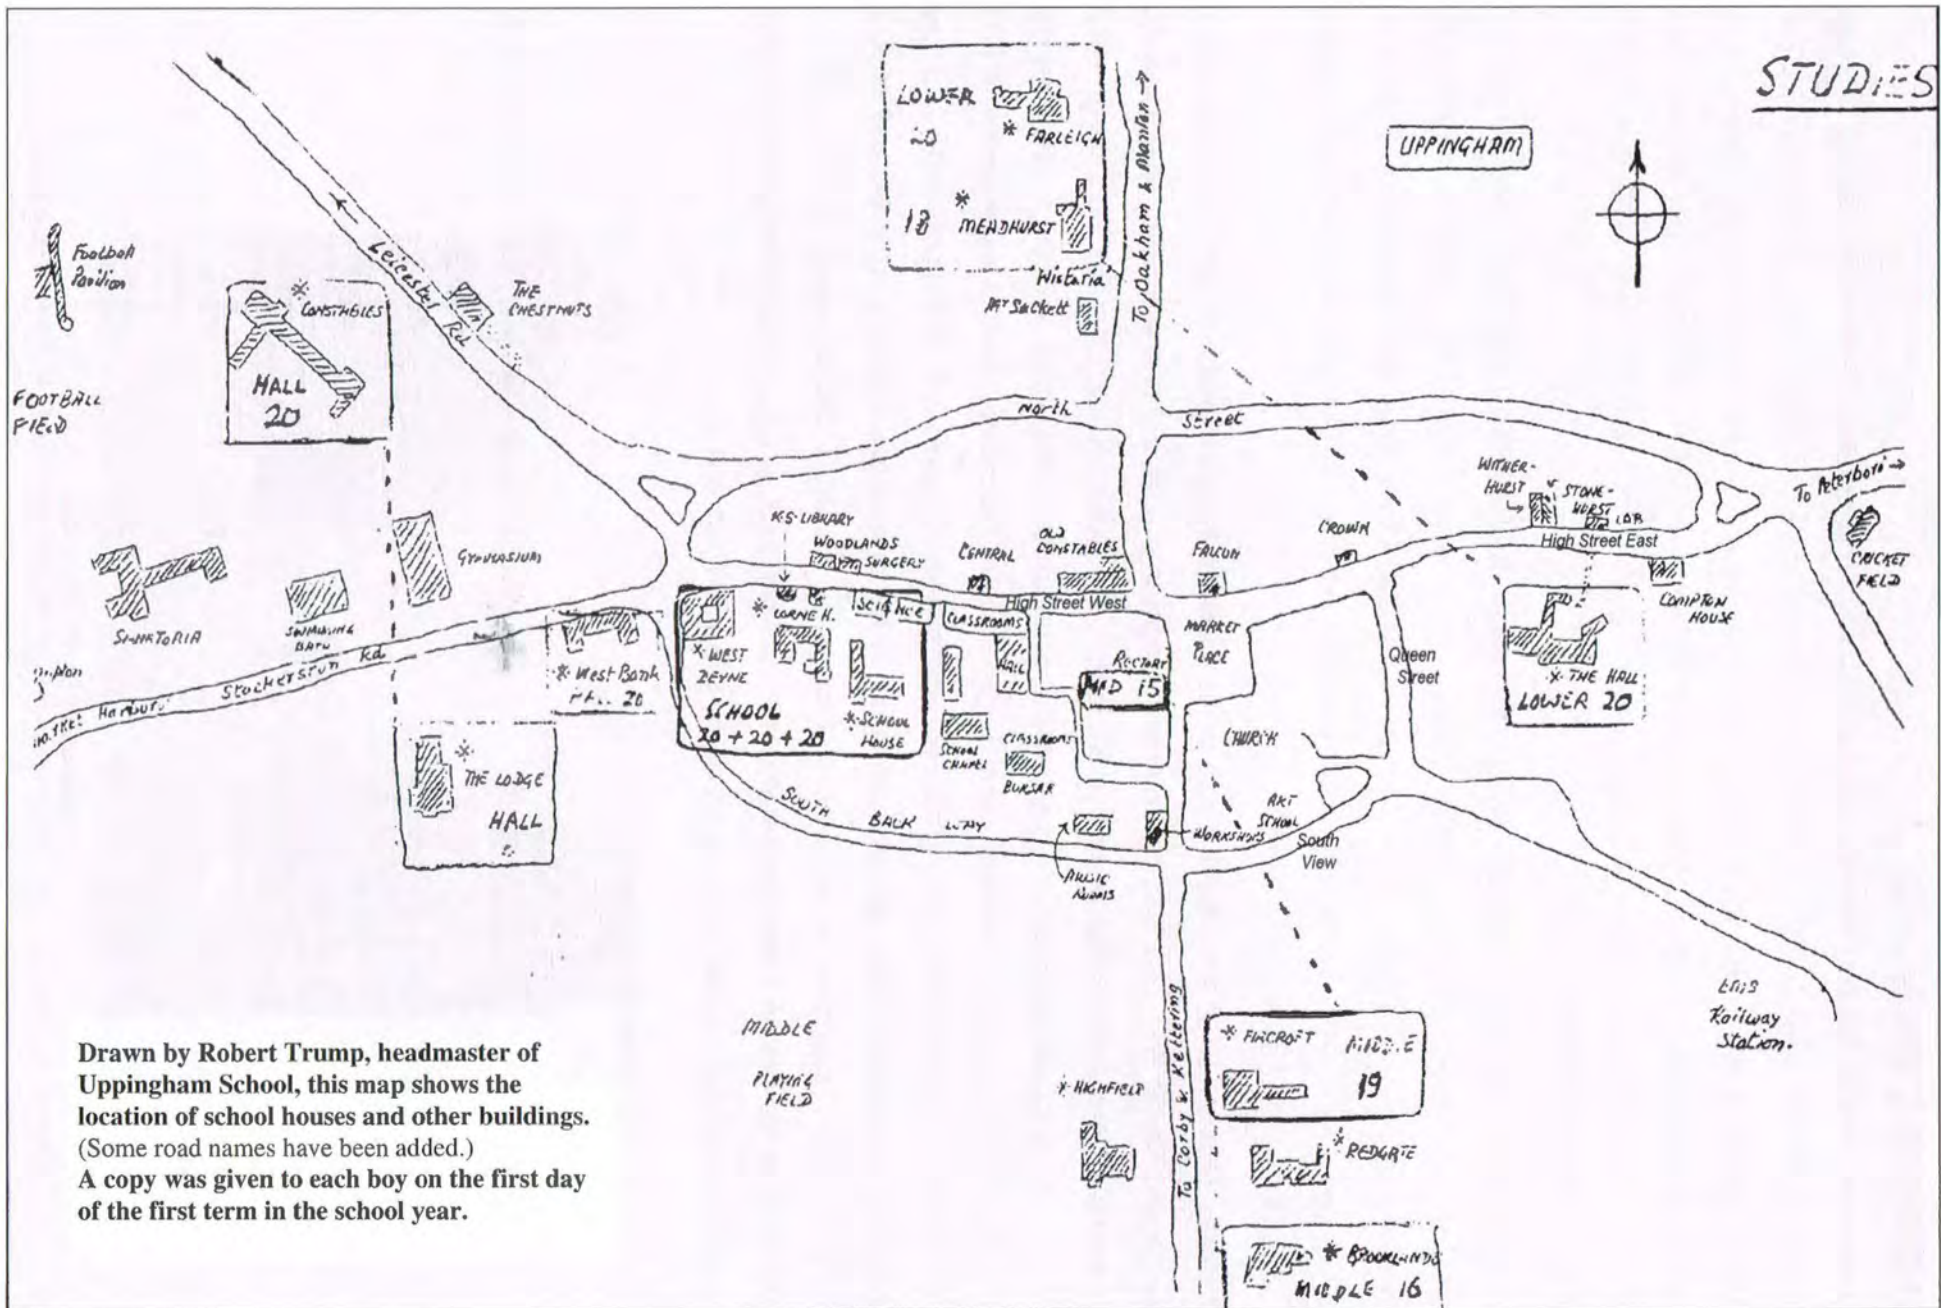 STUDIES
UPPINGHAM
LOWER
20
* FARLEIGH
18
* MEADHURST
Wistaria
Mr Sackett
To Oakham & Manton →
Football
Pavilion
FOOTBALL
FIELD
* CONSTABLES
HALL
20
Leicester Rd
THE
CHESTNUTS
North Street
To Peterboro' →
WITHER-
HURST
* STONE-
HURST
LDB
High Street East
CRICKET
FIELD
COMPTON
HOUSE
* THE HALL
LOWER 20
CROWN
FALCON
OLD
CONSTABLES
CENTRAL
K.S. LIBRARY
WOODLANDS
SURGERY
High Street West
GYMNASIUM
SANATORIA
SWIMMING
BATH
Stockerston Rd
* West Bank
20
* WEST
DEYNE
* LORNE H.
SCIENCE
* SCHOOL
HOUSE
SCHOOL
20 + 20 + 20
CLASSROOMS
HALL
SCHOOL
CHAPEL
CLASSROOMS
BURSAR
RECTORY
MID 15
MARKET
PLACE
Queen
Street
CHURCH
ART
SCHOOL
WORKSHOPS
South
View
MUSIC
ROOMS
SOUTH BACK WAY
* THE LODGE
HALL
MIDDLE
PLAYING
FIELD
To Corby & Kettering
* HIGHFIELD
* FIRCROFT
MIDDLE
19
* REDGATE
* BROOKLANDS
MIDDLE 16
Railway
Station.
Drawn by Robert Trump, headmaster of
Uppingham School, this map shows the
location of school houses and other buildings.
(Some road names have been added.)
A copy was given to each boy on the first day
of the first term in the school year.